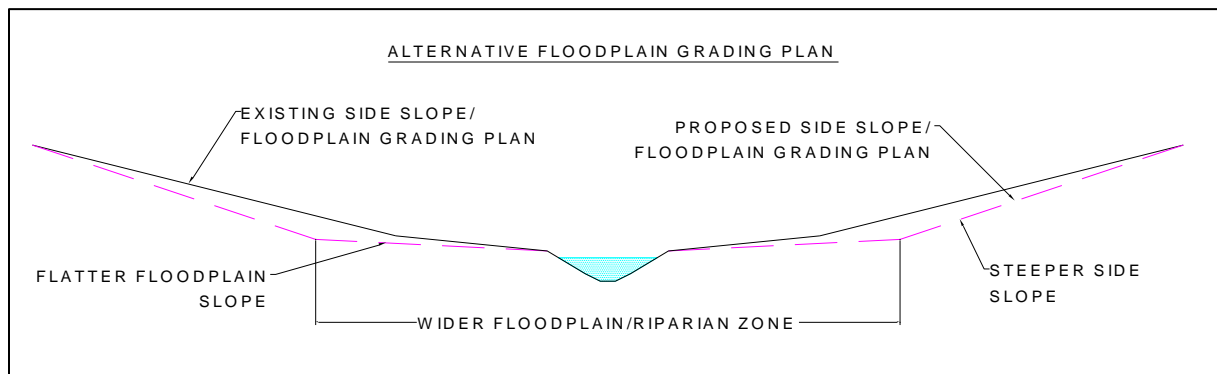 ALTERNATIVE FLOODPLAIN GRADING PLAN
EXISTING SIDE SLOPE/
FLOODPLAIN GRADING PLAN
PROPOSED SIDE SLOPE/
FLOODPLAIN GRADING PLAN
FLATTER FLOODPLAIN
SLOPE
STEEPER SIDE
SLOPE
WIDER FLOODPLAIN/RIPARIAN ZONE